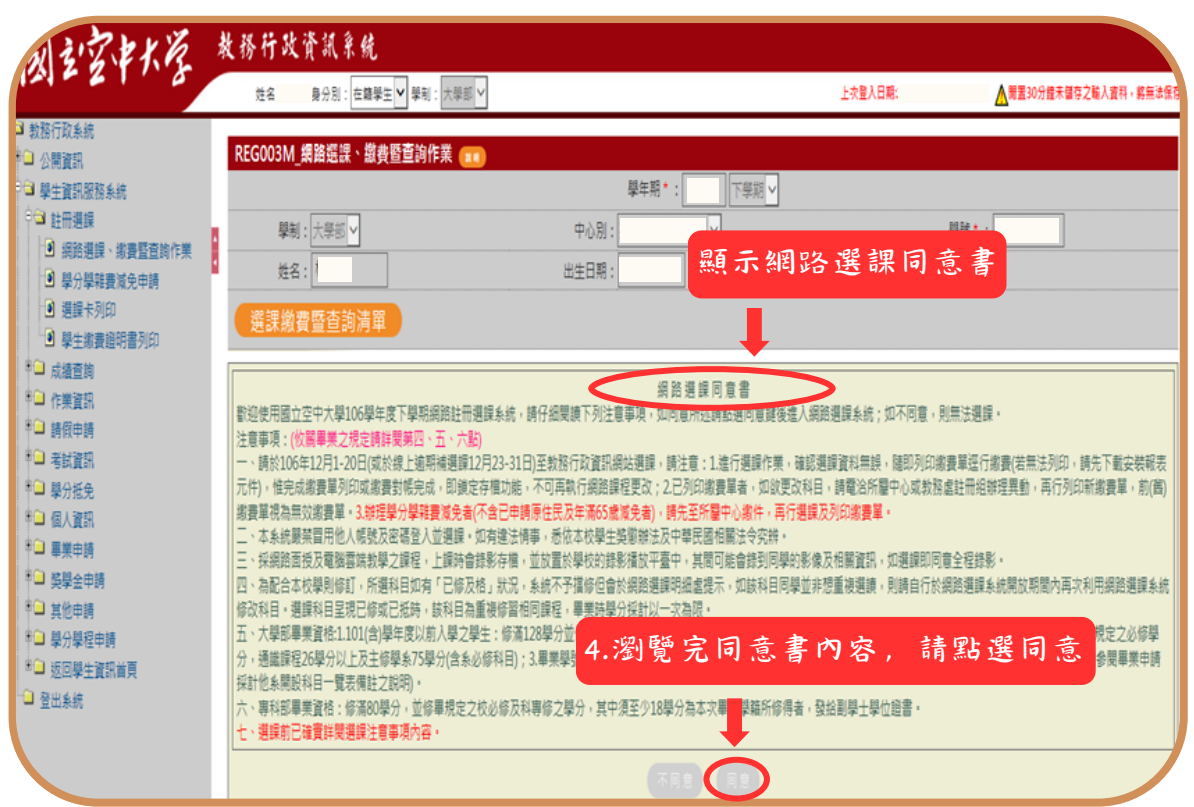 國立空中大學 教務行政資訊系統
姓名 身分別：在籍學生 學制：大學部 上次登入日期： 閒置30分鐘未儲存之輸入資料，將無法保存
教務行政系統
公開資訊
學生資訊服務系統
註冊選課
網路選課、繳費暨查詢作業
學分學雜費減免申請
選課卡列印
學生繳費證明書列印
成績查詢
作業資訊
請假申請
考試資訊
學分抵免
個人資訊
畢業申請
獎學金申請
其他申請
學分學程申請
返回學生資訊首頁
登出系統
REG003M_網路選課、繳費暨查詢作業 說明
學年期*： 下學期
學制：大學部 中心別： 學號*：
姓名： 出生日期：
顯示網路選課同意書
選課繳費暨查詢清單
網路選課同意書
歡迎使用國立空中大學106學年度下學期網路註冊選課系統，請仔細閱讀下列注意事項，如同意所述請點選同意鍵後進入網路選課系統；如不同意，則無法選課。
注意事項：(攸關畢業之規定請詳閱第四、五、六點)
一、請於106年12月1-20日(或於線上逾期補選課12月23-31日)至教務行政資訊網站選課，請注意：1.進行選課作業，確認選課資料無誤，隨即列印繳費單逕行繳費(若無法列印，請先下載安裝報表
元件)，惟完成繳費單列印或繳費對帳完成，即鎖定存檔功能，不可再執行網路課程更改；2.已列印繳費單者，如欲更改科目，請電洽所屬中心或教務處註冊組辦理異動，再行列印新繳費單，前(舊)
繳費單視為無效繳費單。3.辦理學分學雜費減免者(不含已申請原住民及年滿65歲減免者)，請先至所屬中心繳件，再行選課及列印繳費單。
二、本系統嚴禁冒用他人帳號及密碼登入並選課。如有違法情事，悉依本校學生獎懲辦法及中華民國相關法令究辨。
三、採網路面授及電腦雲端教學之課程，上課時會錄影存檔，並放置於學校的錄影播放平臺中，其間可能會錄到同學的影像及相關資訊，如選課即同意全程錄影。
四、為配合本校學則修訂，所選科目如有「已修及格」狀況，系統不予擋修但會於網路選課明細處提示，如該科目同學並非想重複選讀，則請自行於網路選課系統開放期間內再次利用網路選課系統
修改科目。選課科目呈現已修或已抵時，該科目為重複修習相同課程，畢業時學分採計以一次為限。
五、大學部畢業資格:1.101(含)學年度以前入學之學生：修滿128學分並 規定之必修學
分，通識課程26學分以上及主修學系75學分(含系必修科目)；3.畢業學 參閱畢業申請
採計他系開設科目一覽表備註之說明)。
4.瀏覽完同意書內容，請點選同意
六、專科部畢業資格：修滿80學分，並修畢規定之校必修及科專修之學分，其中須至少18學分為本次畢 學籍所修得者，發給副學士學位證書。
七、選課前已確實詳閱選課注意事項內容。
不同意 同意